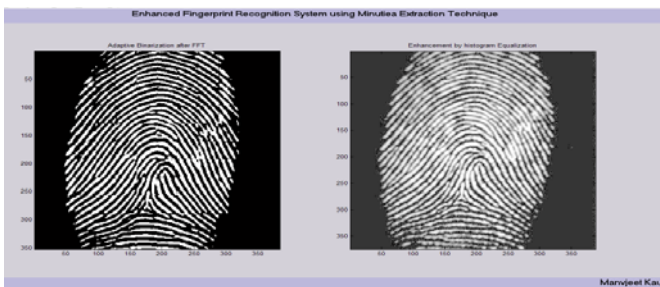 Enhanced Fingerprint Recognition System using Minutiea Extraction Technique
Adaptive Binarization after FFT
Enhancement by histogram Equalization
50
100
150
200
250
300
350
50 100 150 200 250 300 350
50
100
150
200
250
300
50 100 150 200 250 300 350
Manvjeet Kau